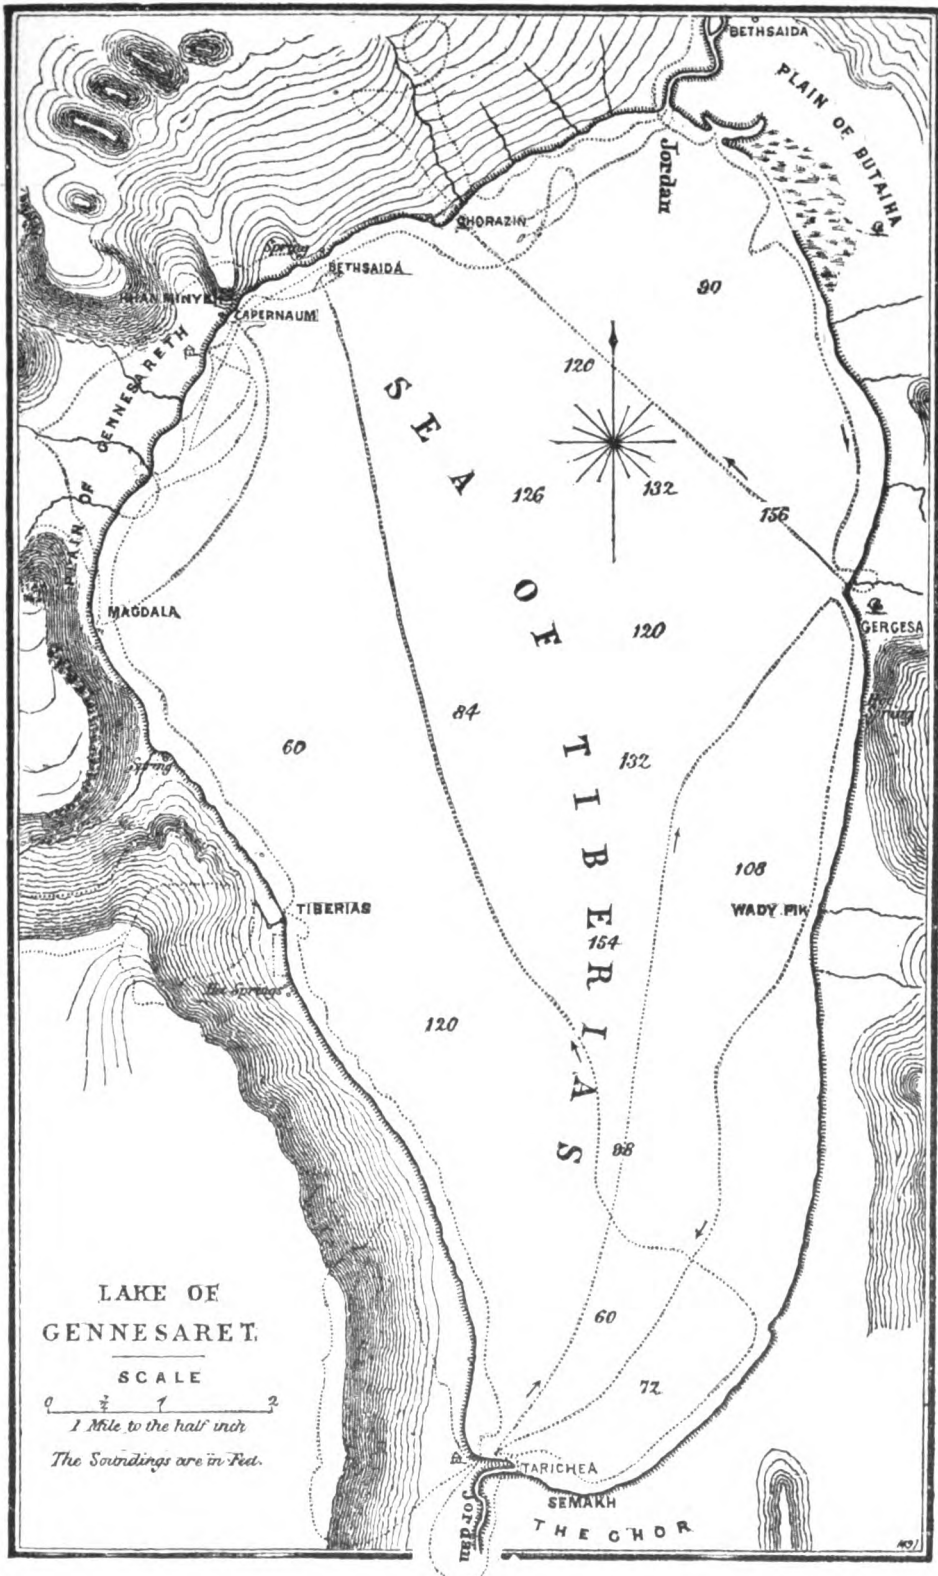 BETHSAIDA
PLAIN OF BUTAIHA
Jordan
CHORAZIN
Spring
BETHSAIDA
KHAN MINYEH
CAPERNAUM
PLAIN OF GENNESARETH
90
120
SEA OF TIBERIAS
126
132
156
MAGDALA
120
GERGESA
Hot Spring
84
60
132
Spring
108
TIBERIAS
WADY FIK
154
Hot Springs
120
98
60
72
LAKE OF
GENNESARET.
SCALE
0 ½ 1 2
1 Mile to the half inch
The Soundings are in Feet.
TARICHEA
SEMAKH
Jordan
THE GHOR